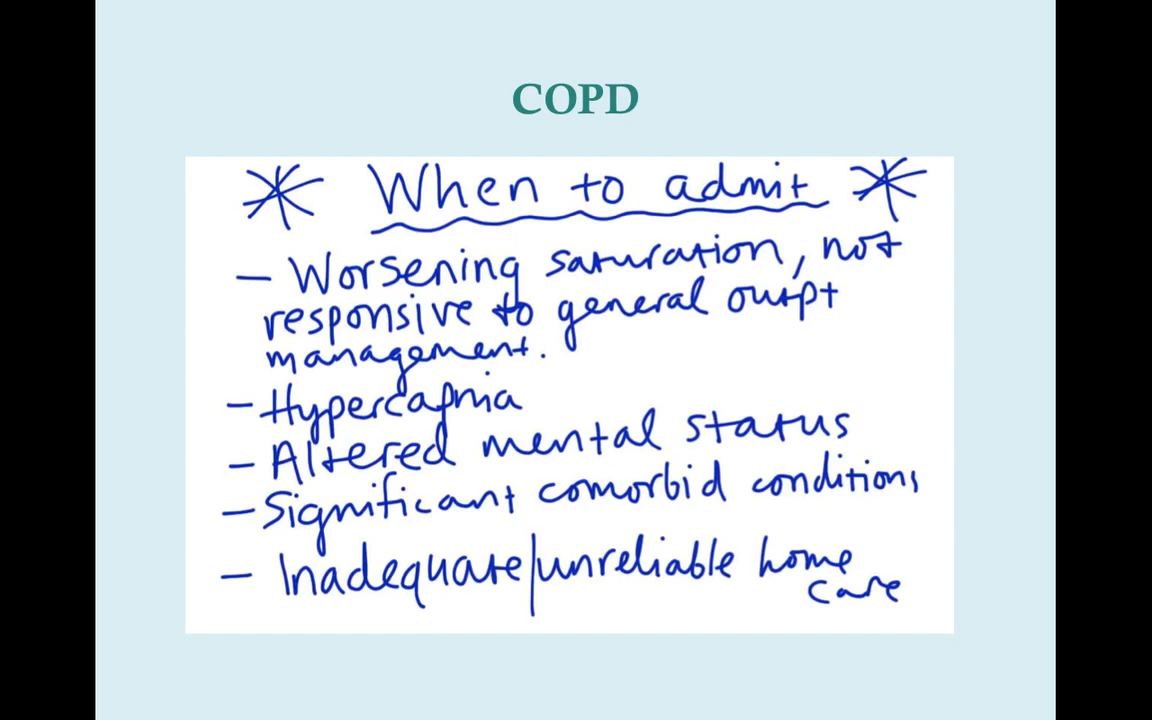 COPD
When to admit
– Worsening saturation, not
responsive to general outpt
management.
– Hypercapnia
– Altered mental status
– Significant comorbid conditions
– Inadequate/unreliable home
care